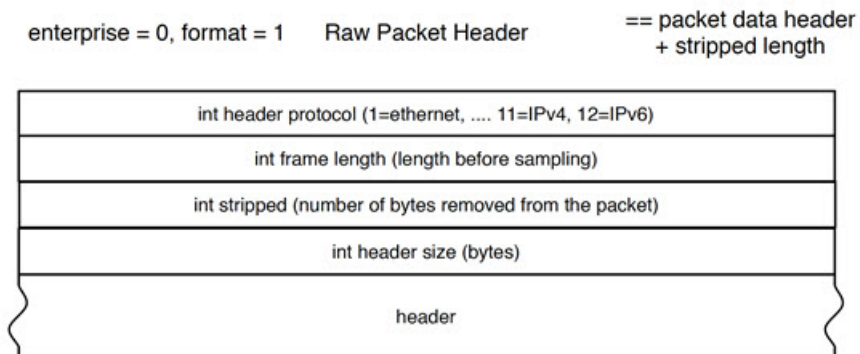 enterprise = 0, format = 1 Raw Packet Header == packet data header
+ stripped length
int header protocol (1=ethernet, .... 11=IPv4, 12=IPv6)
int frame length (length before sampling)
int stripped (number of bytes removed from the packet)
int header size (bytes)
header